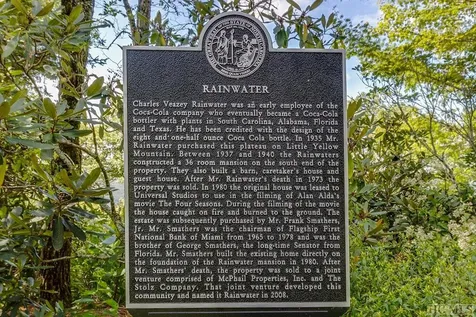 RAINWATER
Charles Veazey Rainwater was an early employee of the
Coca-Cola company who eventually became a Coca-Cola
bottler with plants in South Carolina, Alabama, Florida
and Texas. He has been credited with the design of the
eight and one-half ounce Coca Cola bottle. In 1935 Mr.
Rainwater purchased this plateau on Little Yellow
Mountain. Between 1937 and 1940 the Rainwaters
constructed a 36 room mansion on the south end of the
property. They also built a barn, caretaker's house and
guest house. After Mr. Rainwater's death in 1973 the
property was sold. In 1980 the original house was leased to
Universal Studios to use in the filming of Alan Alda's
movie The Four Seasons. During the filming of the movie
the house caught on fire and burned to the ground. The
estate was subsequently purchased by Mr. Frank Smathers,
Jr. Mr. Smathers was the chairman of Flagship First
National Bank of Miami from 1965 to 1978 and was the
brother of George Smathers, the long-time Senator from
Florida. Mr. Smathers built the existing home directly on
the foundation of the Rainwater mansion in 1980. After
Mr. Smathers' death, the property was sold to a joint
venture comprised of McPhail Properties, Inc. and The
Stolz Company. That joint venture developed this
community and named it Rainwater in 2008.